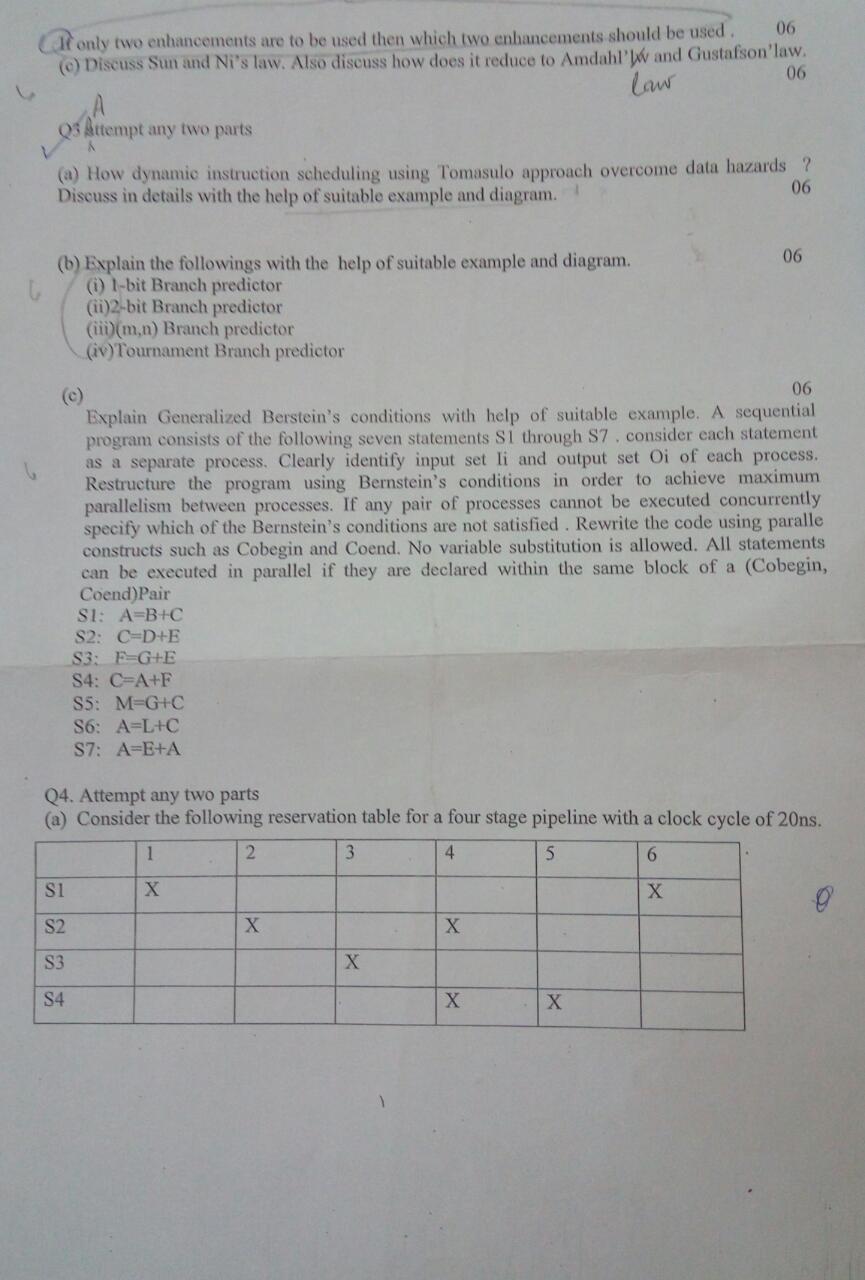 If only two enhancements are to be used then which two enhancements should be used . 06
(c) Discuss Sun and Ni's law. Also discuss how does it reduce to Amdahl' and Gustafson'law.
law 06
A
Q3 Attempt any two parts
(a) How dynamic instruction scheduling using Tomasulo approach overcome data hazards ?
Discuss in details with the help of suitable example and diagram. 06
(b) Explain the followings with the help of suitable example and diagram. 06
(i) 1-bit Branch predictor
(ii)2-bit Branch predictor
(iii)(m,n) Branch predictor
(iv)Tournament Branch predictor
(c) 06
Explain Generalized Berstein's conditions with help of suitable example. A sequential
program consists of the following seven statements S1 through S7 . consider each statement
as a separate process. Clearly identify input set Ii and output set Oi of each process.
Restructure the program using Bernstein's conditions in order to achieve maximum
parallelism between processes. If any pair of processes cannot be executed concurrently
specify which of the Bernstein's conditions are not satisfied . Rewrite the code using paralle
constructs such as Cobegin and Coend. No variable substitution is allowed. All statements
can be executed in parallel if they are declared within the same block of a (Cobegin,
Coend)Pair
S1: A=B+C
S2: C=D+E
S3: F=G+E
S4: C=A+F
S5: M=G+C
S6: A=L+C
S7: A=E+A
Q4. Attempt any two parts
(a) Consider the following reservation table for a four stage pipeline with a clock cycle of 20ns.
1 2 3 4 5 6
S1 X X
S2 X X
S3 X
S4 X X